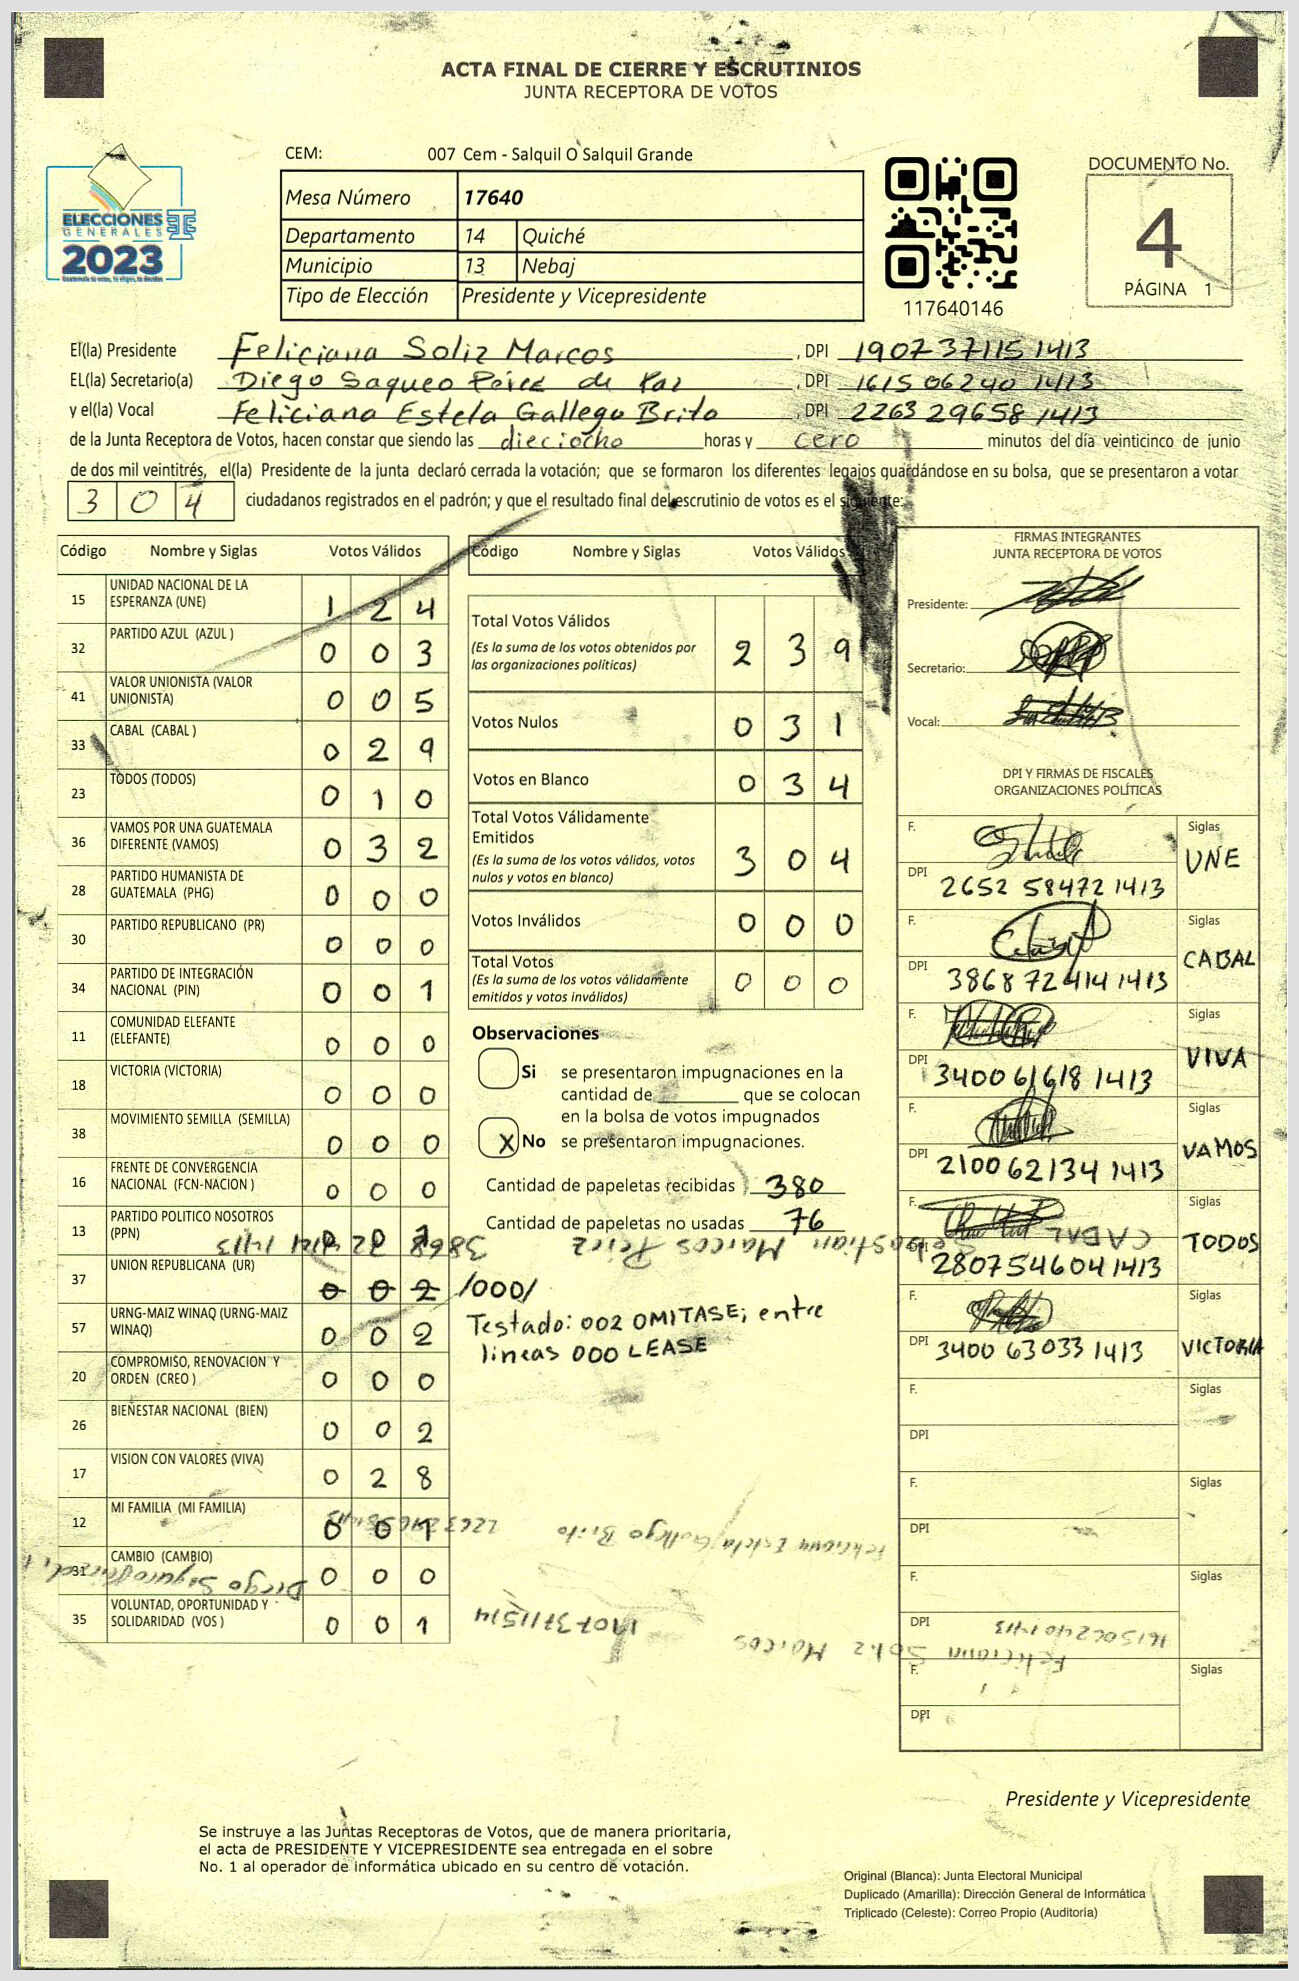 ACTA FINAL DE CIERRE Y ESCRUTINIOS
JUNTA RECEPTORA DE VOTOS
CEM: 007 Cem - Salquil O Salquil Grande
ELECCIONES
GENERALES
2023
Mesa Número 17640
Departamento 14 Quiché
Municipio 13 Nebaj
Tipo de Elección Presidente y Vicepresidente
117640146
DOCUMENTO No.
4
PÁGINA 1
El(la) Presidente Feliciana Soliz Marcos, DPI 1907 37115 1413
EL(la) Secretario(a) Diego Saqueo Pérez de Paz, DPI 1615 06240 1413
y el(la) Vocal Feliciana Estela Gallego Brito, DPI 2263 29658 1413
de la Junta Receptora de Votos, hacen constar que siendo las dieciocho horas y cero minutos del día veinticinco de junio
de dos mil veintitrés, el(la) Presidente de la junta declaró cerrada la votación; que se formaron los diferentes legajos guardándose en su bolsa, que se presentaron a votar
304 ciudadanos registrados en el padrón; y que el resultado final del escrutinio de votos es el siguiente:
Código Nombre y Siglas Votos Válidos
15 UNIDAD NACIONAL DE LA ESPERANZA (UNE) 1 2 4
32 PARTIDO AZUL (AZUL ) 0 0 3
41 VALOR UNIONISTA (VALOR UNIONISTA) 0 0 5
33 CABAL (CABAL ) 0 2 9
23 TODOS (TODOS) 0 1 0
36 VAMOS POR UNA GUATEMALA DIFERENTE (VAMOS) 0 3 2
28 PARTIDO HUMANISTA DE GUATEMALA (PHG) 0 0 0
30 PARTIDO REPUBLICANO (PR) 0 0 0
34 PARTIDO DE INTEGRACIÓN NACIONAL (PIN) 0 0 1
11 COMUNIDAD ELEFANTE (ELEFANTE) 0 0 0
18 VICTORIA (VICTORIA) 0 0 0
38 MOVIMIENTO SEMILLA (SEMILLA) 0 0 0
16 FRENTE DE CONVERGENCIA NACIONAL (FCN-NACION ) 0 0 0
13 PARTIDO POLITICO NOSOTROS (PPN) 0 0 1
37 UNION REPUBLICANA (UR) 0 0 2 /000/
57 URNG-MAIZ WINAQ (URNG-MAIZ WINAQ) 0 0 2
20 COMPROMISO, RENOVACION Y ORDEN (CREO ) 0 0 0
26 BIENESTAR NACIONAL (BIEN) 0 0 2
17 VISION CON VALORES (VIVA) 0 2 8
12 MI FAMILIA (MI FAMILIA) 0 0 1
31 CAMBIO (CAMBIO) 0 0 0
35 VOLUNTAD, OPORTUNIDAD Y SOLIDARIDAD (VOS ) 0 0 1
Código Nombre y Siglas Votos Válidos
Total Votos Válidos 2 3 9
(Es la suma de los votos obtenidos por
las organizaciones políticas)
Votos Nulos 0 3 1
Votos en Blanco 0 3 4
Total Votos Válidamente
Emitidos 3 0 4
(Es la suma de los votos válidos, votos
nulos y votos en blanco)
Votos Inválidos 0 0 0
Total Votos 0 0 0
(Es la suma de los votos válidamente
emitidos y votos inválidos)
Observaciones
Si se presentaron impugnaciones en la
cantidad de ________ que se colocan
en la bolsa de votos impugnados
X No se presentaron impugnaciones.
Cantidad de papeletas recibidas 380
Cantidad de papeletas no usadas 76
Sebastian Marcos Pérez 3868 72414 1413
CABAL
Testado: 002 OMITASE; entre
lineas 000 LEASE
Feliciana Estela Gallego Brito 2263296581413
Feliciana Soliz Marcos 1907 3711514
1615062401413
FIRMAS INTEGRANTES
JUNTA RECEPTORA DE VOTOS
Presidente:
Secretario:
Vocal:
DPI Y FIRMAS DE FISCALES
ORGANIZACIONES POLÍTICAS
F. Siglas UNE
DPI 2652 58472 1413
F. Siglas CABAL
DPI 3868 72414 1413
F. Siglas VIVA
DPI 3400 61618 1413
F. Siglas VAMOS
DPI 2100 62134 1413
F. Siglas TODOS
DPI 2807546041413
F. Siglas VICTORIA
DPI 3400 63033 1413
F. Siglas
DPI
F. Siglas
DPI
F. Siglas
DPI
F. Siglas
DPI
Presidente y Vicepresidente
Se instruye a las Juntas Receptoras de Votos, que de manera prioritaria,
el acta de PRESIDENTE Y VICEPRESIDENTE sea entregada en el sobre
No. 1 al operador de informática ubicado en su centro de votación.
Original (Blanca): Junta Electoral Municipal
Duplicado (Amarilla): Dirección General de Informática
Triplicado (Celeste): Correo Propio (Auditoria)